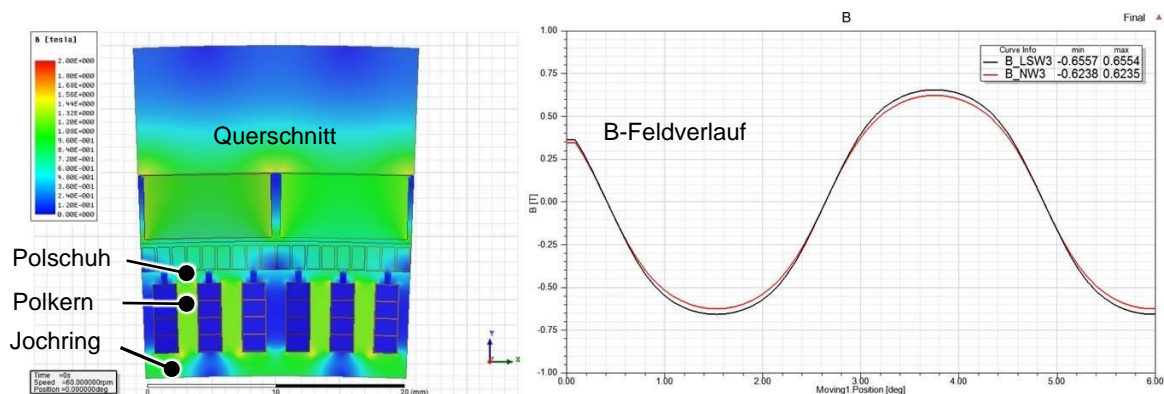 B [tesla]
2.00E+000
1.80E+000
1.68E+000
1.56E+000
1.44E+000
1.32E+000
1.20E+000
1.08E+000
9.60E-001
8.40E-001
7.20E-001
6.00E-001
4.80E-001
3.60E-001
2.40E-001
1.20E-001
0.00E+000
Querschnitt
Polschuh
Polkern
Jochring
Time =0s
Speed =60.000000rpm
Position =0.000000deg
0 10 20 (mm)
Y
X
B
Final
Curve Info min max
B_LSW3 -0.6557 0.6554
B_NW3 -0.6238 0.6235
B-Feldverlauf
1.00
0.75
0.50
0.25
0.00
-0.25
-0.50
-0.75
-1.00
B [T]
0.00 1.00 2.00 3.00 4.00 5.00 6.00
Moving1.Position [deg]